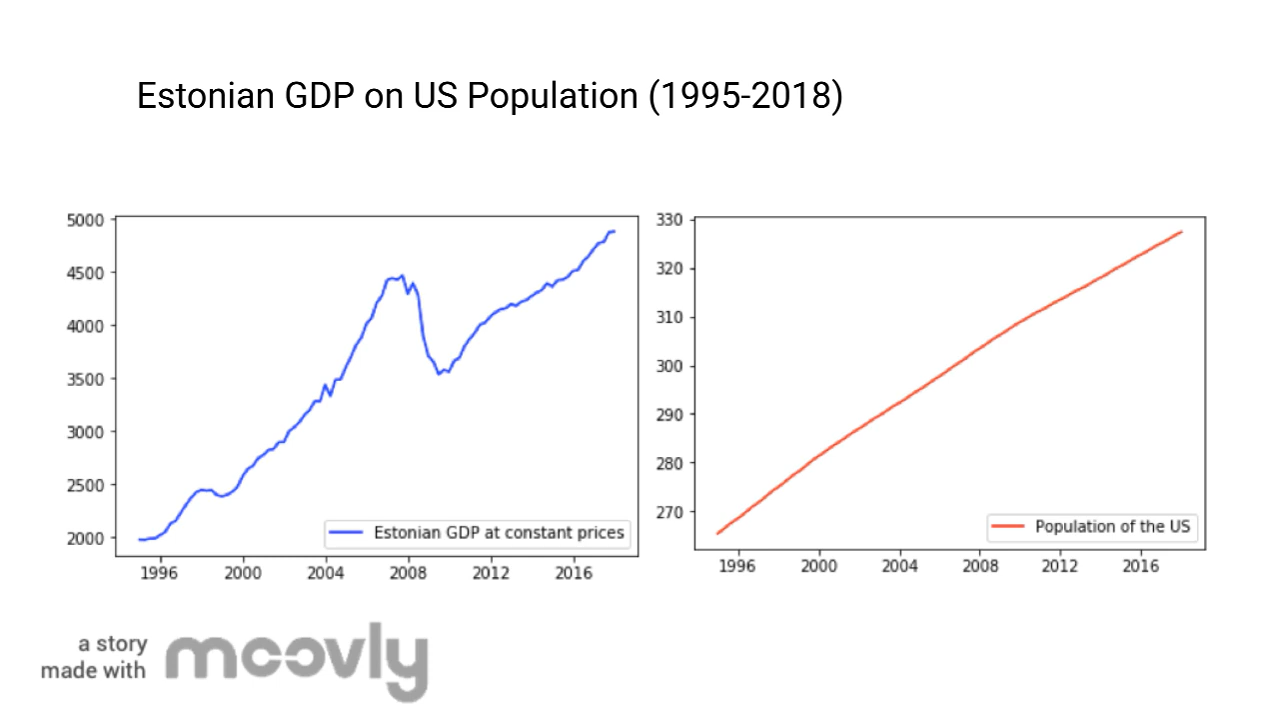 Estonian GDP on US Population (1995-2018)
5000
4500
4000
3500
3000
2500
2000
1996 2000 2004 2008 2012 2016
Estonian GDP at constant prices
330
320
310
300
290
280
270
1996 2000 2004 2008 2012 2016
Population of the US
a story
made with
moovly